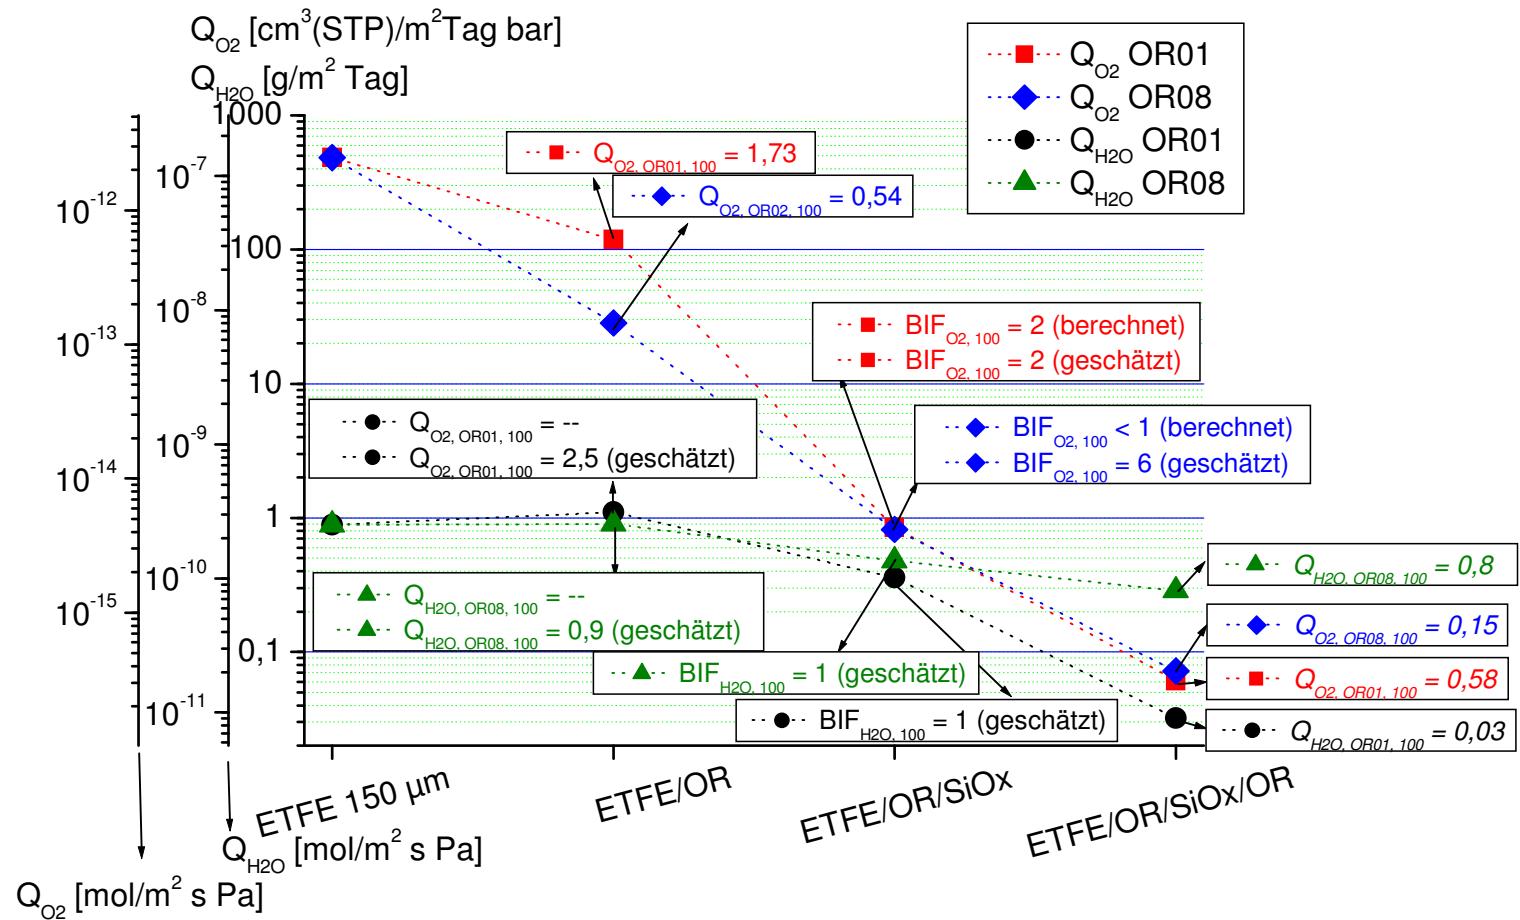 Q_O2 [cm³(STP)/m²Tag bar]
Q_H2O [g/m² Tag]
Q_O2 OR01
Q_O2 OR08
Q_H2O OR01
Q_H2O OR08
1000
100
10
1
0,1
10⁻⁷
10⁻⁸
10⁻⁹
10⁻¹⁰
10⁻¹¹
10⁻¹²
10⁻¹³
10⁻¹⁴
10⁻¹⁵
Q_O2, OR01, 100 = 1,73
Q_O2, OR02, 100 = 0,54
BIF_O2, 100 = 2 (berechnet)
BIF_O2, 100 = 2 (geschätzt)
Q_O2, OR01, 100 = --
Q_O2, OR01, 100 = 2,5 (geschätzt)
BIF_O2, 100 < 1 (berechnet)
BIF_O2, 100 = 6 (geschätzt)
Q_H2O, OR08, 100 = --
Q_H2O, OR08, 100 = 0,9 (geschätzt)
Q_H2O, OR08, 100 = 0,8
Q_O2, OR08, 100 = 0,15
BIF_H2O, 100 = 1 (geschätzt)
Q_O2, OR01, 100 = 0,58
BIF_H2O, 100 = 1 (geschätzt)
Q_H2O, OR01, 100 = 0,03
ETFE 150 µm
ETFE/OR
ETFE/OR/SiOx
ETFE/OR/SiOx/OR
Q_H2O [mol/m² s Pa]
Q_O2 [mol/m² s Pa]